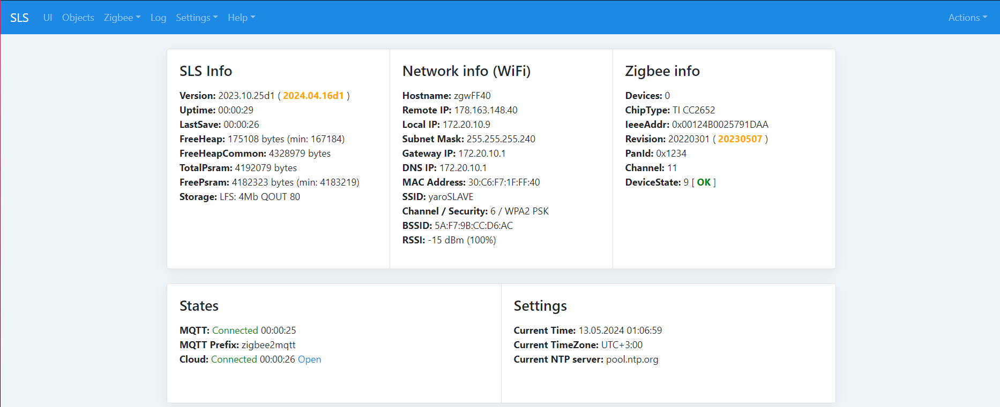 SLS UI Objects Zigbee Log Settings Help Actions
SLS Info
Version: 2023.10.25d1 ( 2024.04.16d1 )
Uptime: 00:00:29
LastSave: 00:00:26
FreeHeap: 175108 bytes (min: 167184)
FreeHeapCommon: 4328979 bytes
TotalPsram: 4192079 bytes
FreePsram: 4182323 bytes (min: 4183219)
Storage: LFS: 4Mb QOUT 80
Network info (WiFi)
Hostname: zgwFF40
Remote IP: 178.163.148.40
Local IP: 172.20.10.9
Subnet Mask: 255.255.255.240
Gateway IP: 172.20.10.1
DNS IP: 172.20.10.1
MAC Address: 30:C6:F7:1F:FF:40
SSID: yaroSLAVE
Channel / Security: 6 / WPA2 PSK
BSSID: 5A:F7:9B:CC:D6:AC
RSSI: -15 dBm (100%)
Zigbee info
Devices: 0
ChipType: TI CC2652
IeeeAddr: 0x00124B0025791DAA
Revision: 20220301 ( 20230507 )
PanId: 0x1234
Channel: 11
DeviceState: 9 [ OK ]
States
MQTT: Connected 00:00:25
MQTT Prefix: zigbee2mqtt
Cloud: Connected 00:00:26 Open
Settings
Current Time: 13.05.2024 01:06:59
Current TimeZone: UTC+3:00
Current NTP server: pool.ntp.org